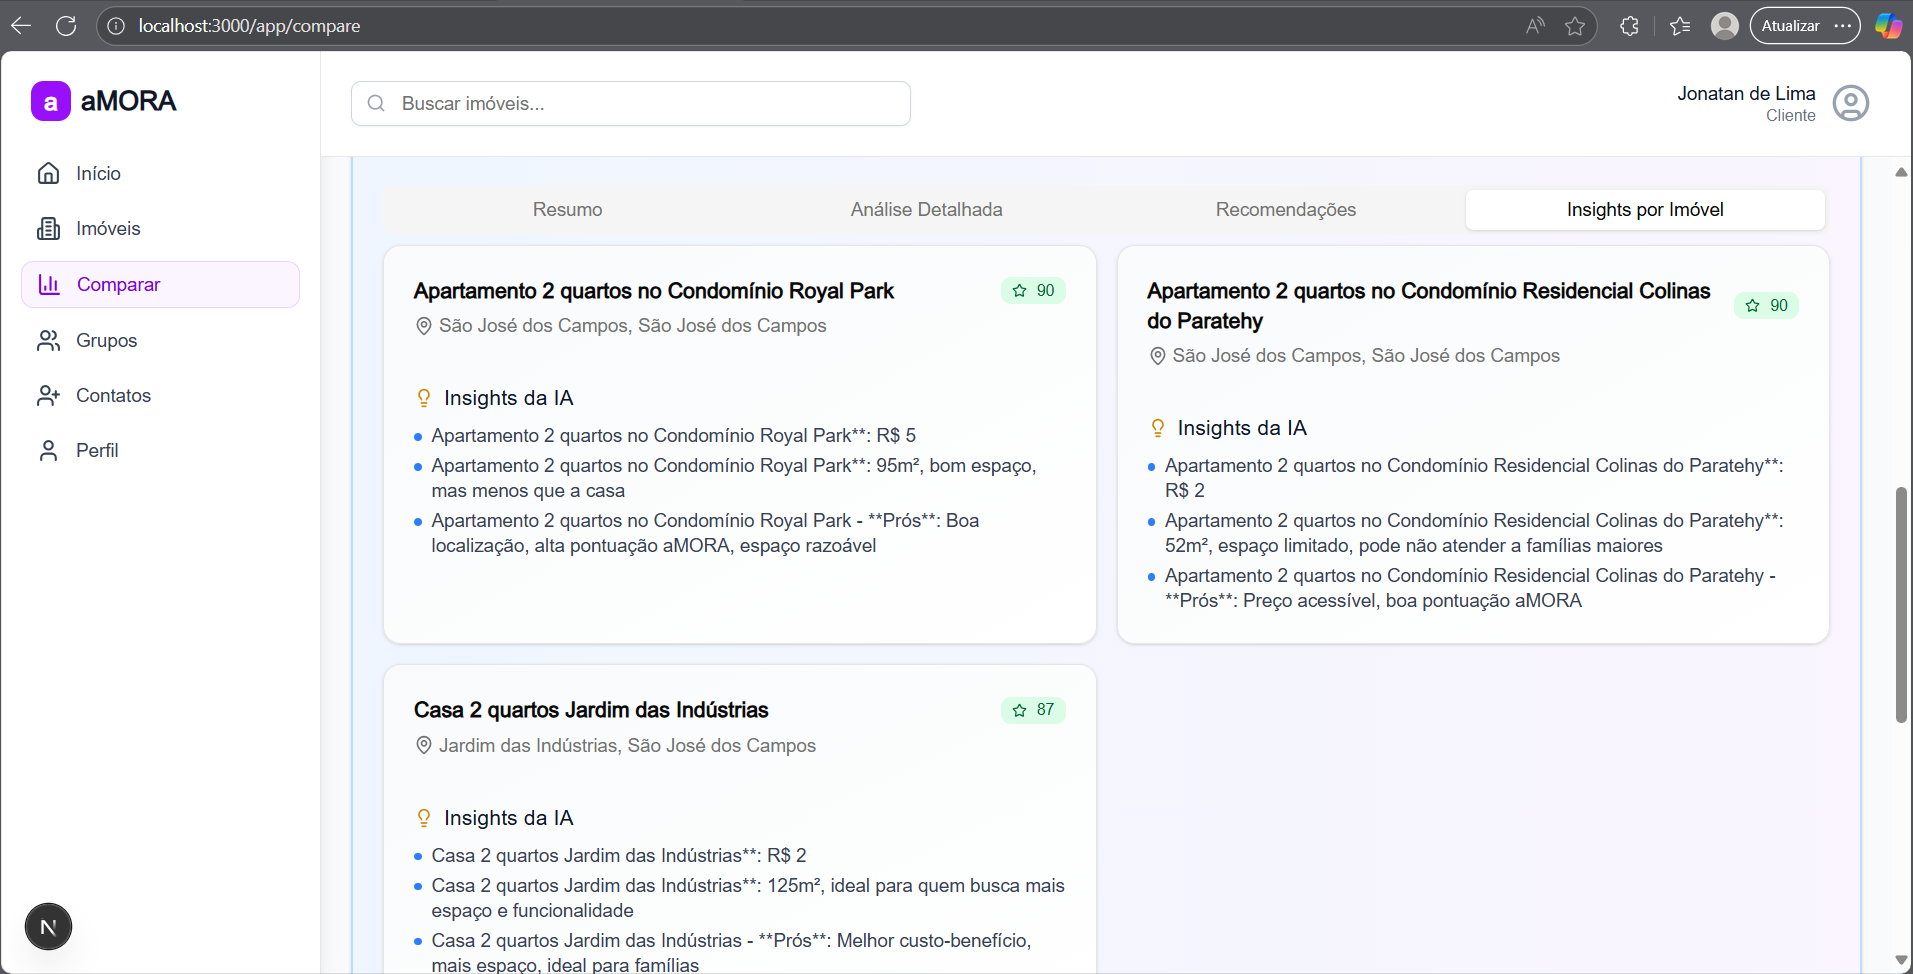 localhost:3000/app/compare
Atualizar
a aMORA
Buscar imóveis...
Jonatan de Lima
Cliente
Início
Imóveis
Comparar
Grupos
Contatos
Perfil
N
Resumo
Análise Detalhada
Recomendações
Insights por Imóvel
Apartamento 2 quartos no Condomínio Royal Park
90
São José dos Campos, São José dos Campos
Insights da IA
Apartamento 2 quartos no Condomínio Royal Park**: R$ 5
Apartamento 2 quartos no Condomínio Royal Park**: 95m², bom espaço,
mas menos que a casa
Apartamento 2 quartos no Condomínio Royal Park - **Prós**: Boa
localização, alta pontuação aMORA, espaço razoável
Apartamento 2 quartos no Condomínio Residencial Colinas
do Paratehy
90
São José dos Campos, São José dos Campos
Insights da IA
Apartamento 2 quartos no Condomínio Residencial Colinas do Paratehy**:
R$ 2
Apartamento 2 quartos no Condomínio Residencial Colinas do Paratehy**:
52m², espaço limitado, pode não atender a famílias maiores
Apartamento 2 quartos no Condomínio Residencial Colinas do Paratehy -
**Prós**: Preço acessível, boa pontuação aMORA
Casa 2 quartos Jardim das Indústrias
87
Jardim das Indústrias, São José dos Campos
Insights da IA
Casa 2 quartos Jardim das Indústrias**: R$ 2
Casa 2 quartos Jardim das Indústrias**: 125m², ideal para quem busca mais
espaço e funcionalidade
Casa 2 quartos Jardim das Indústrias - **Prós**: Melhor custo-benefício,
mais espaço, ideal para famílias